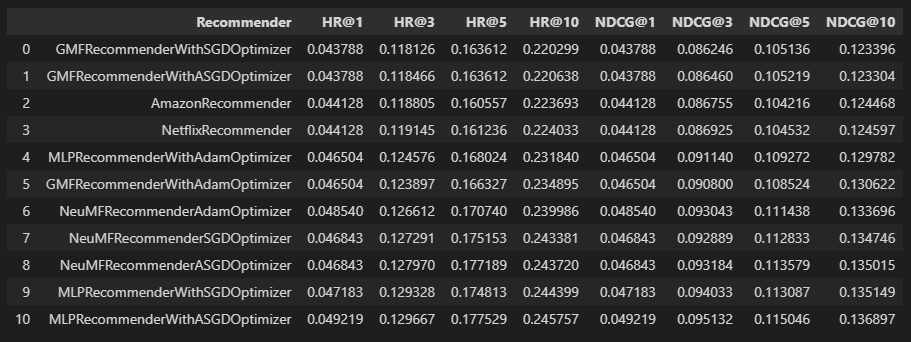 Recommender HR@1 HR@3 HR@5 HR@10 NDCG@1 NDCG@3 NDCG@5 NDCG@10
0 GMFRecommenderWithSGDOptimizer 0.043788 0.118126 0.163612 0.220299 0.043788 0.086246 0.105136 0.123396
1 GMFRecommenderWithASGDOptimizer 0.043788 0.118466 0.163612 0.220638 0.043788 0.086460 0.105219 0.123304
2 AmazonRecommender 0.044128 0.118805 0.160557 0.223693 0.044128 0.086755 0.104216 0.124468
3 NetflixRecommender 0.044128 0.119145 0.161236 0.224033 0.044128 0.086925 0.104532 0.124597
4 MLPRecommenderWithAdamOptimizer 0.046504 0.124576 0.168024 0.231840 0.046504 0.091140 0.109272 0.129782
5 GMFRecommenderWithAdamOptimizer 0.046504 0.123897 0.166327 0.234895 0.046504 0.090800 0.108524 0.130622
6 NeuMFRecommenderAdamOptimizer 0.048540 0.126612 0.170740 0.239986 0.048540 0.093043 0.111438 0.133696
7 NeuMFRecommenderSGDOptimizer 0.046843 0.127291 0.175153 0.243381 0.046843 0.092889 0.112833 0.134746
8 NeuMFRecommenderASGDOptimizer 0.046843 0.127970 0.177189 0.243720 0.046843 0.093184 0.113579 0.135015
9 MLPRecommenderWithSGDOptimizer 0.047183 0.129328 0.174813 0.244399 0.047183 0.094033 0.113087 0.135149
10 MLPRecommenderWithASGDOptimizer 0.049219 0.129667 0.177529 0.245757 0.049219 0.095132 0.115046 0.136897